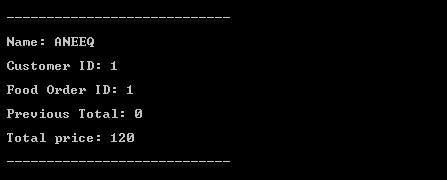 ----------------------------
Name: ANEEQ
Customer ID: 1
Food Order ID: 1
Previous Total: 0
Total price: 120
----------------------------